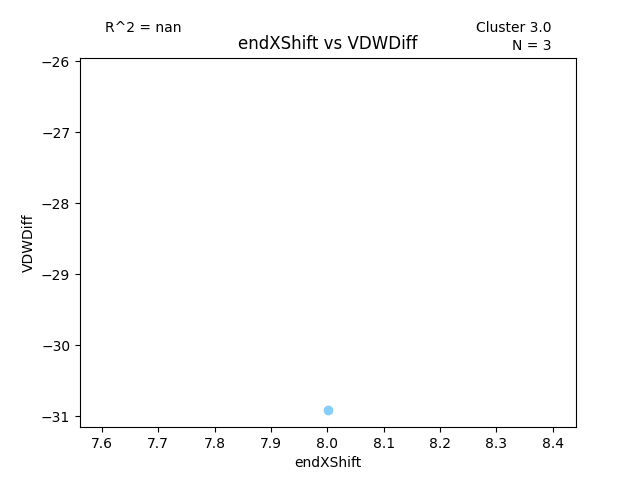 R^2 = nan
Cluster 3.0
N = 3
endXShift vs VDWDiff
VDWDiff
−26
−27
−28
−29
−30
−31
7.6 7.7 7.8 7.9 8.0 8.1 8.2 8.3 8.4
endXShift